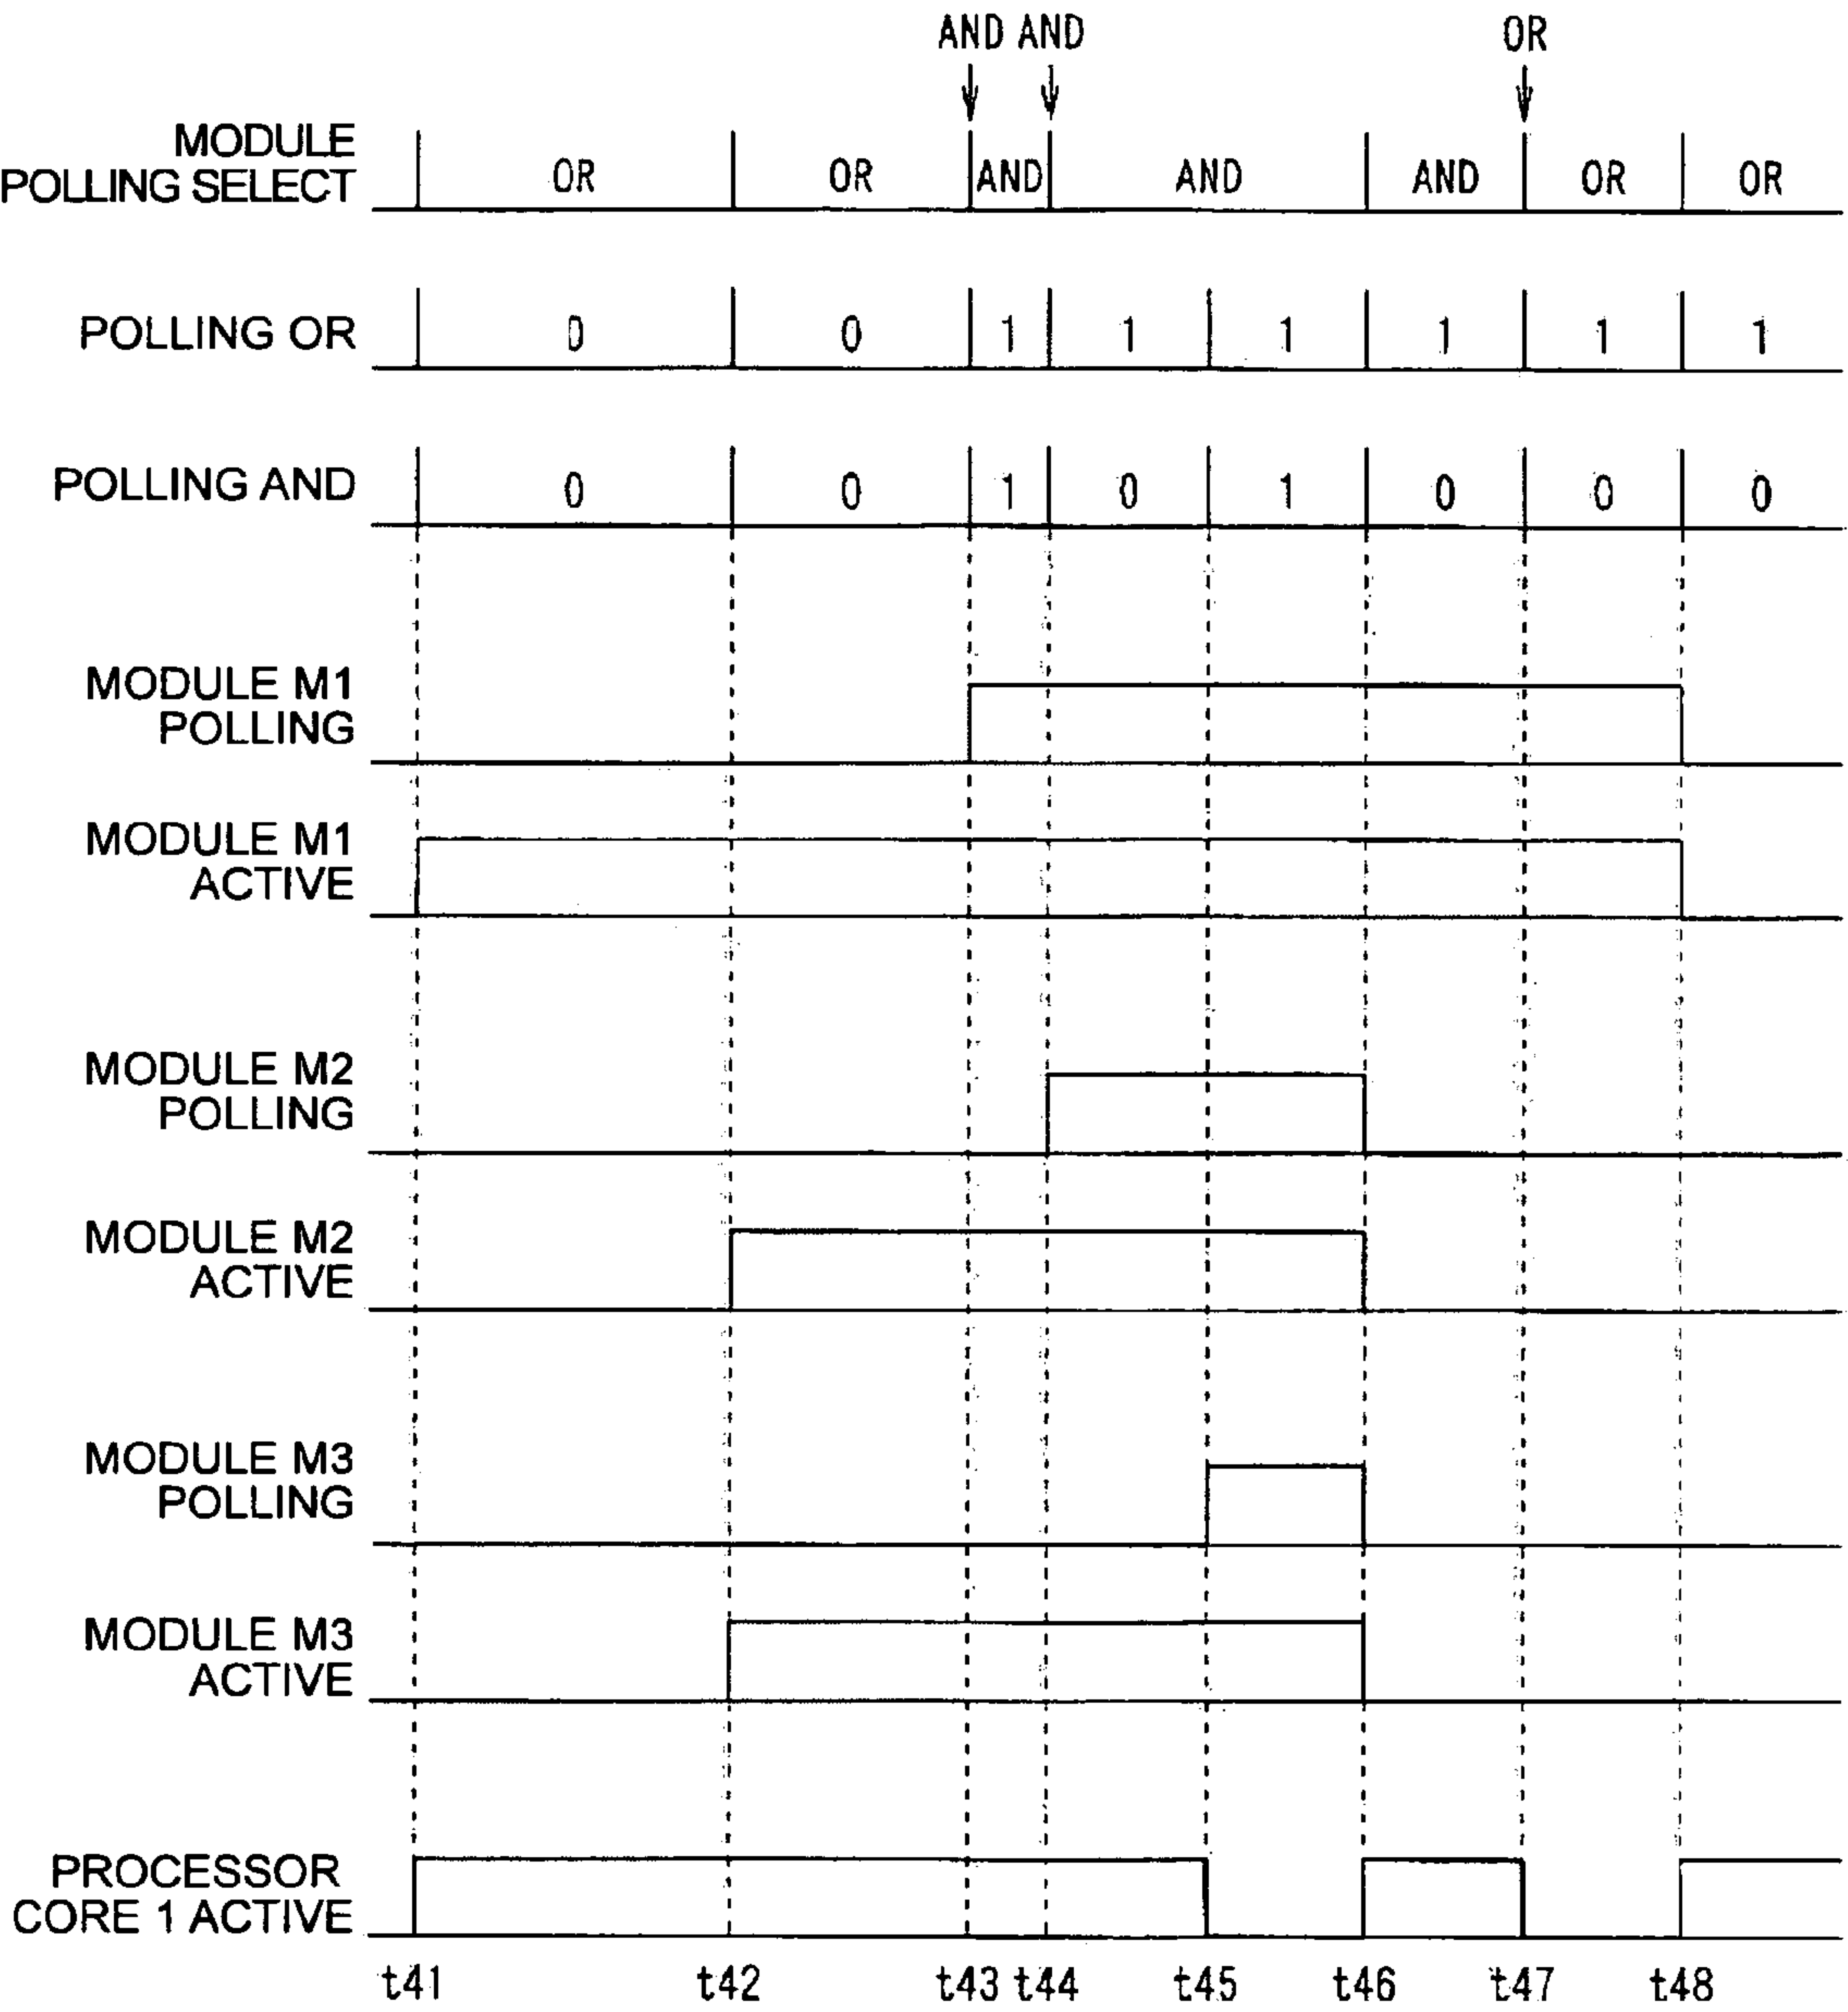 AND AND OR
MODULE
POLLING SELECT
OR OR AND AND AND OR OR
POLLING OR
0 0 1 1 1 1 1 1
POLLING AND
0 0 1 0 1 0 0 0
MODULE M1
POLLING
MODULE M1
ACTIVE
MODULE M2
POLLING
MODULE M2
ACTIVE
MODULE M3
POLLING
MODULE M3
ACTIVE
PROCESSOR
CORE 1 ACTIVE
t41 t42 t43 t44 t45 t46 t47 t48